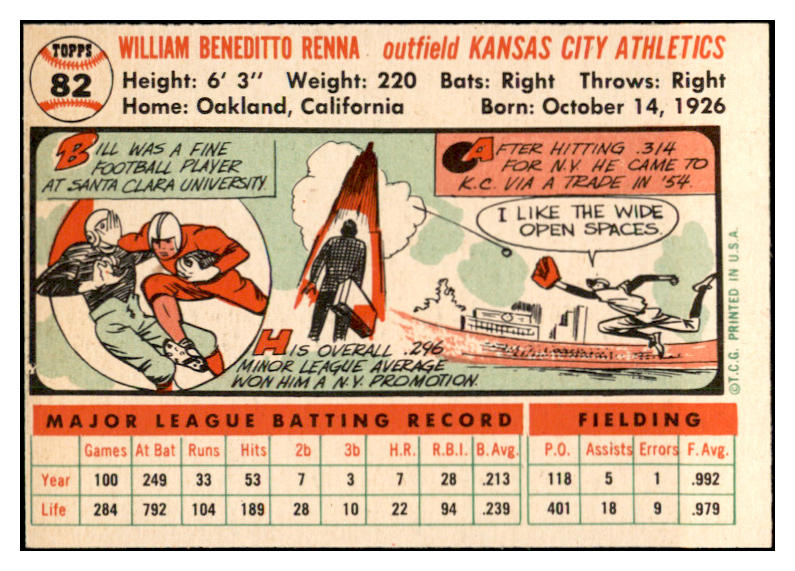 TOPPS
82
WILLIAM BENEDITTO RENNA outfield KANSAS CITY ATHLETICS
Height: 6' 3" Weight: 220 Bats: Right Throws: Right
Home: Oakland, California Born: October 14, 1926
BILL WAS A FINE
FOOTBALL PLAYER
AT SANTA CLARA UNIVERSITY.
HIS OVERALL .296
MINOR LEAGUE AVERAGE
WON HIM A N.Y. PROMOTION.
AFTER HITTING .314
FOR N.Y. HE CAME TO
K.C. VIA A TRADE IN '54.
I LIKE THE WIDE
OPEN SPACES.
©T.C.G. PRINTED IN U.S.A.
MAJOR LEAGUE BATTING RECORD FIELDING
Games At Bat Runs Hits 2b 3b H.R. R.B.I. B. Avg. P.O. Assists Errors F. Avg.
Year 100 249 33 53 7 3 7 28 .213 118 5 1 .992
Life 284 792 104 189 28 10 22 94 .239 401 18 9 .979